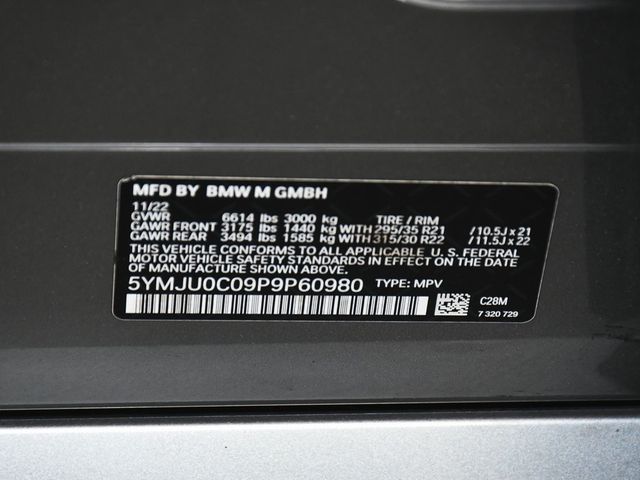 MFD BY BMW M GMBH
11/22
GVWR 6614 lbs 3000 kg TIRE / RIM
GAWR FRONT 3175 lbs 1440 kg WITH 295/35 R21 /10.5J x 21
GAWR REAR 3494 lbs 1585 kg WITH 315/30 R22 /11.5J x 22
THIS VEHICLE CONFORMS TO ALL APPLICABLE U.S. FEDERAL
MOTOR VEHICLE SAFETY STANDARDS IN EFFECT ON THE DATE OF
MANUFACTURE SHOWN ABOVE.
5YMJU0C09P9P60980 TYPE: MPV
C28M
7 320 729